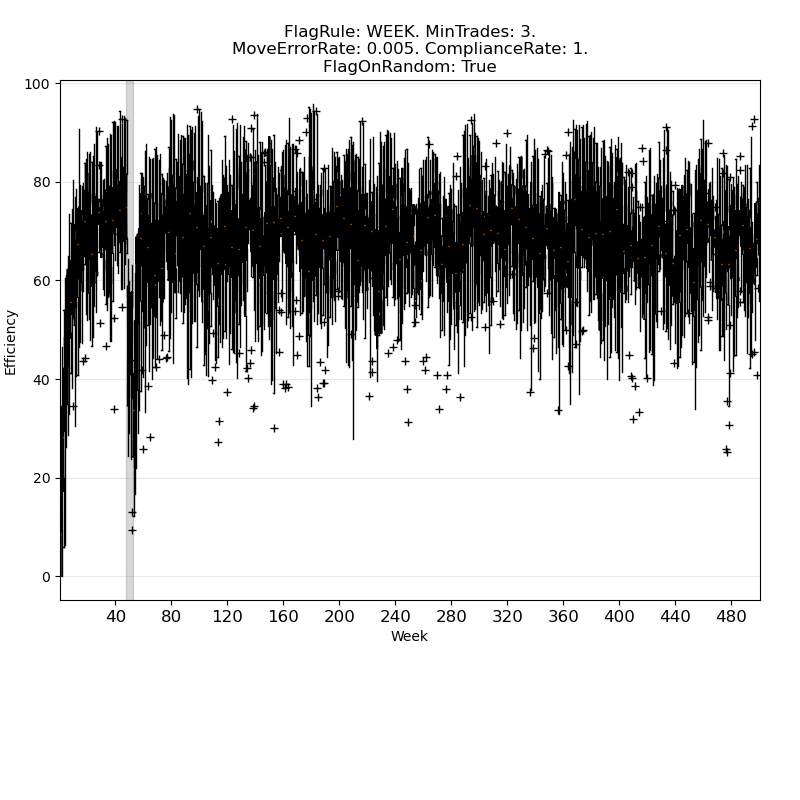 FlagRule: WEEK. MinTrades: 3.
MoveErrorRate: 0.005. ComplianceRate: 1.
FlagOnRandom: True
100
80
60
40
20
0
Efficiency
40 80 120 160 200 240 280 320 360 400 440 480
Week